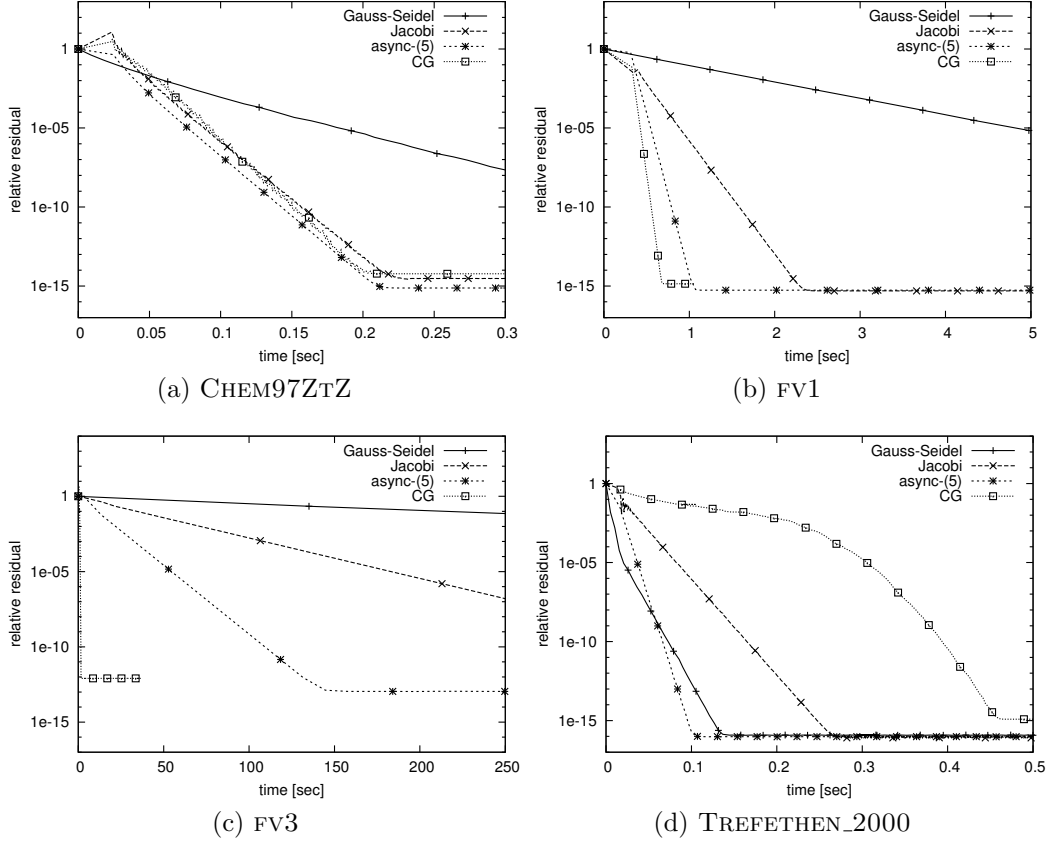 Gauss-Seidel
Jacobi
async-(5)
CG
1
1e-05
1e-10
1e-15
relative residual
0 0.05 0.1 0.15 0.2 0.25 0.3
time [sec]
(a) CHEM97ZTZ
Gauss-Seidel
Jacobi
async-(5)
CG
1
1e-05
1e-10
1e-15
relative residual
0 1 2 3 4 5
time [sec]
(b) FV1
Gauss-Seidel
Jacobi
async-(5)
CG
1
1e-05
1e-10
1e-15
relative residual
0 50 100 150 200 250
time [sec]
(c) FV3
Gauss-Seidel
Jacobi
async-(5)
CG
1
1e-05
1e-10
1e-15
relative residual
0 0.1 0.2 0.3 0.4 0.5
time [sec]
(d) TREFETHEN_2000